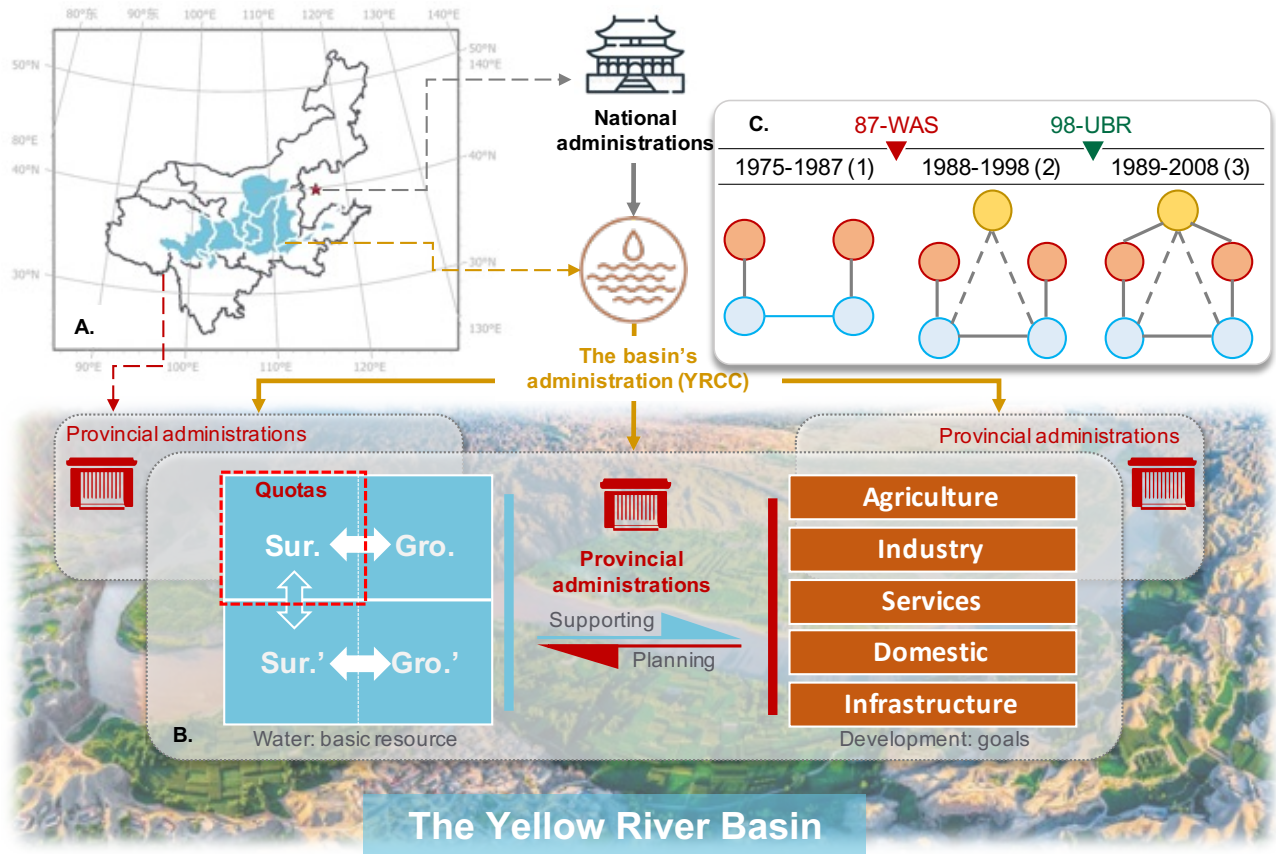 80°东
90°东
100°E
110°E
120°E
130°E
140°E
50°N
140°E
50°N
80°E
40°N
40°N
30°N
30°N
130°E
90°E
100°E
110°E
120°E
A.
National
administrations
The basin's
administration (YRCC)
C.
87-WAS
98-UBR
1975-1987 (1)
1988-1998 (2)
1989-2008 (3)
Provincial administrations
Provincial administrations
Quotas
Sur.
Gro.
Sur.’
Gro.’
B.
Water: basic resource
Provincial
administrations
Supporting
Planning
Agriculture
Industry
Services
Domestic
Infrastructure
Development: goals
The Yellow River Basin